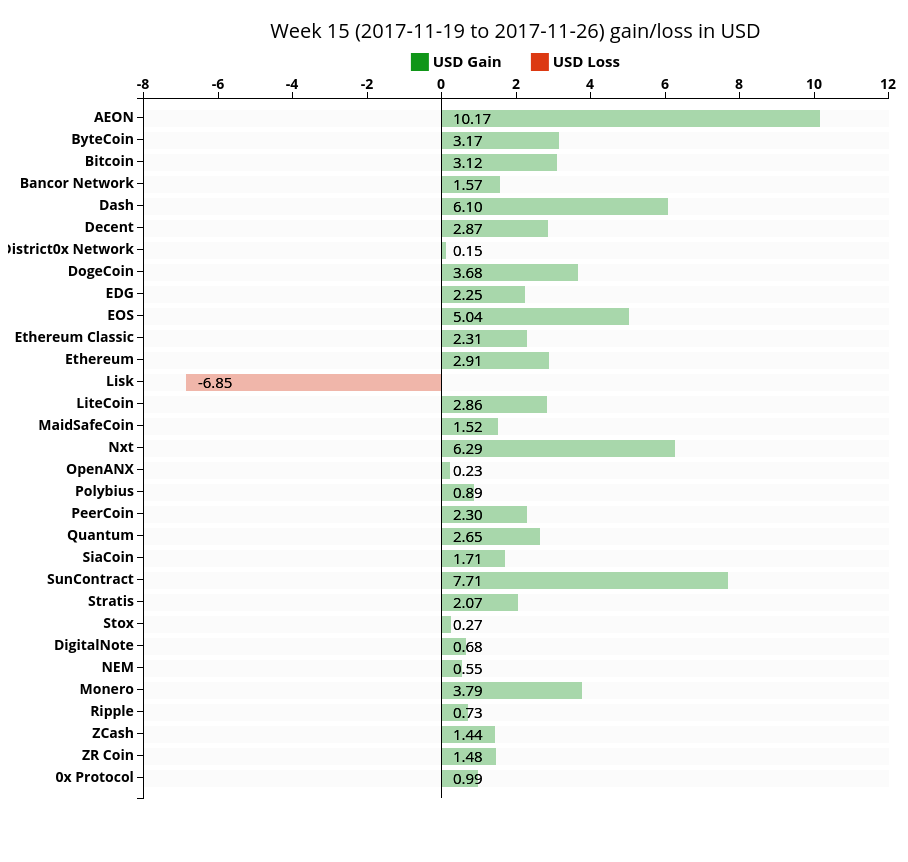 Week 15 (2017-11-19 to 2017-11-26) gain/loss in USD
USD Gain USD Loss
-8 -6 -4 -2 0 2 4 6 8 10 12
AEON 10.17
ByteCoin 3.17
Bitcoin 3.12
Bancor Network 1.57
Dash 6.10
Decent 2.87
District0x Network 0.15
DogeCoin 3.68
EDG 2.25
EOS 5.04
Ethereum Classic 2.31
Ethereum 2.91
Lisk -6.85
LiteCoin 2.86
MaidSafeCoin 1.52
Nxt 6.29
OpenANX 0.23
Polybius 0.89
PeerCoin 2.30
Quantum 2.65
SiaCoin 1.71
SunContract 7.71
Stratis 2.07
Stox 0.27
DigitalNote 0.68
NEM 0.55
Monero 3.79
Ripple 0.73
ZCash 1.44
ZR Coin 1.48
0x Protocol 0.99